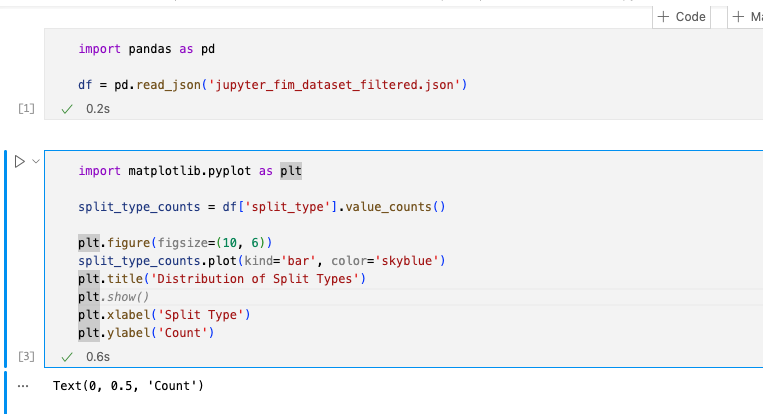 + Code + Ma
import pandas as pd
df = pd.read_json('jupyter_fim_dataset_filtered.json')
[1] ✓ 0.2s
import matplotlib.pyplot as plt
split_type_counts = df['split_type'].value_counts()
plt.figure(figsize=(10, 6))
split_type_counts.plot(kind='bar', color='skyblue')
plt.title('Distribution of Split Types')
plt.show()
plt.xlabel('Split Type')
plt.ylabel('Count')
[3] ✓ 0.6s
... Text(0, 0.5, 'Count')